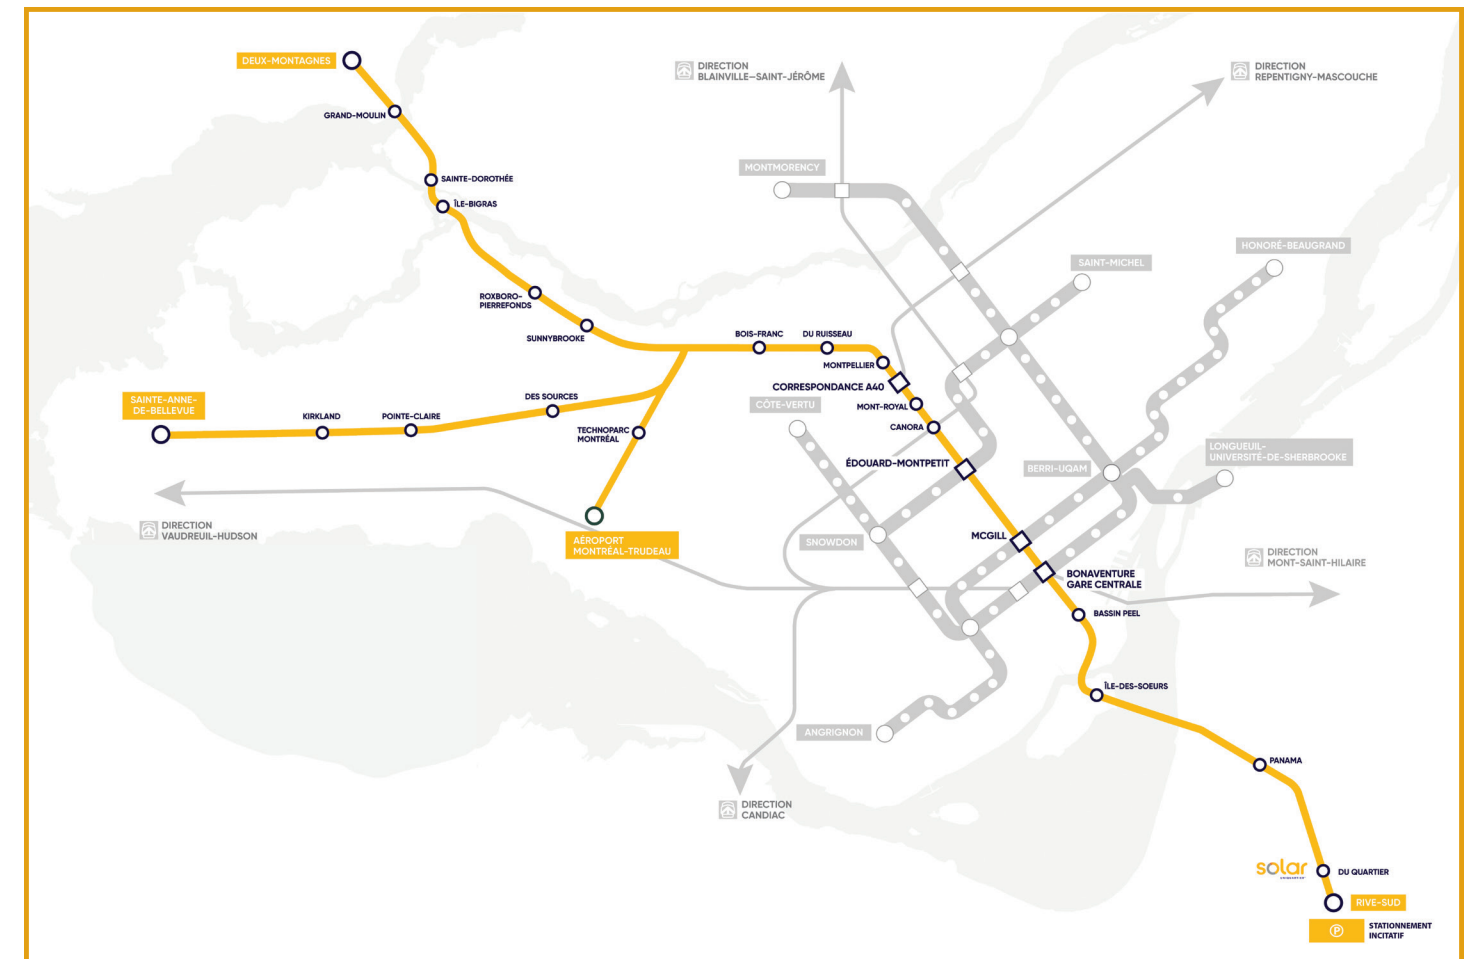 DEUX-MONTAGNES
DIRECTION
BLAINVILLE–SAINT-JÉRÔME
DIRECTION
REPENTIGNY-MASCOUCHE
GRAND-MOULIN
MONTMORENCY
SAINTE-DOROTHÉE
ÎLE-BIGRAS
HONORÉ-BEAUGRAND
SAINT-MICHEL
ROXBORO-
PIERREFONDS
SUNNYBROOKE
BOIS-FRANC
DU RUISSEAU
MONTPELLIER
CORRESPONDANCE A40
SAINTE-ANNE-
DE-BELLEVUE
KIRKLAND
POINTE-CLAIRE
DES SOURCES
TECHNOPARC
MONTRÉAL
CÔTE-VERTU
MONT-ROYAL
CANORA
ÉDOUARD-MONTPETIT
BERRI-UQAM
LONGUEUIL-
UNIVERSITÉ-DE-SHERBROOKE
DIRECTION
VAUDREUIL-HUDSON
AÉROPORT
MONTRÉAL-TRUDEAU
SNOWDON
MCGILL
BONAVENTURE
GARE CENTRALE
DIRECTION
MONT-SAINT-HILAIRE
BASSIN PEEL
ÎLE-DES-SOEURS
ANGRIGNON
PANAMA
DIRECTION
CANDIAC
solar
DU QUARTIER
RIVE-SUD
P
STATIONNEMENT
INCITATIF